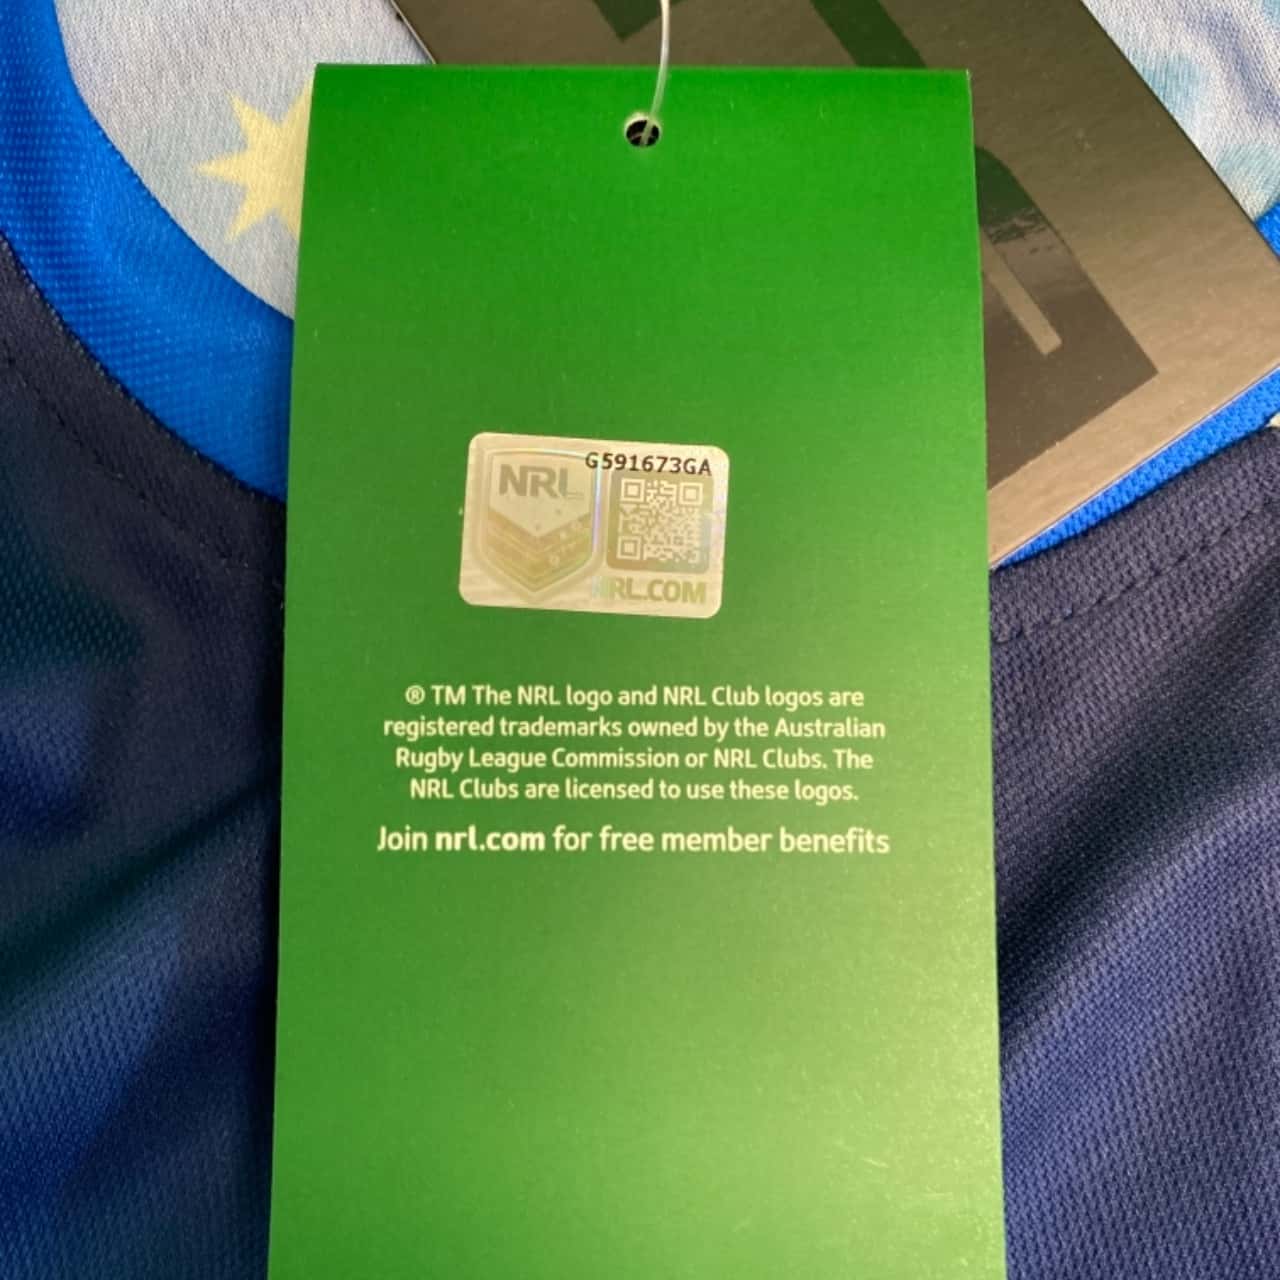 G591673GA
NRL
NRL.COM
® TM The NRL logo and NRL Club logos are
registered trademarks owned by the Australian
Rugby League Commission or NRL Clubs. The
NRL Clubs are licensed to use these logos.
Join nrl.com for free member benefits